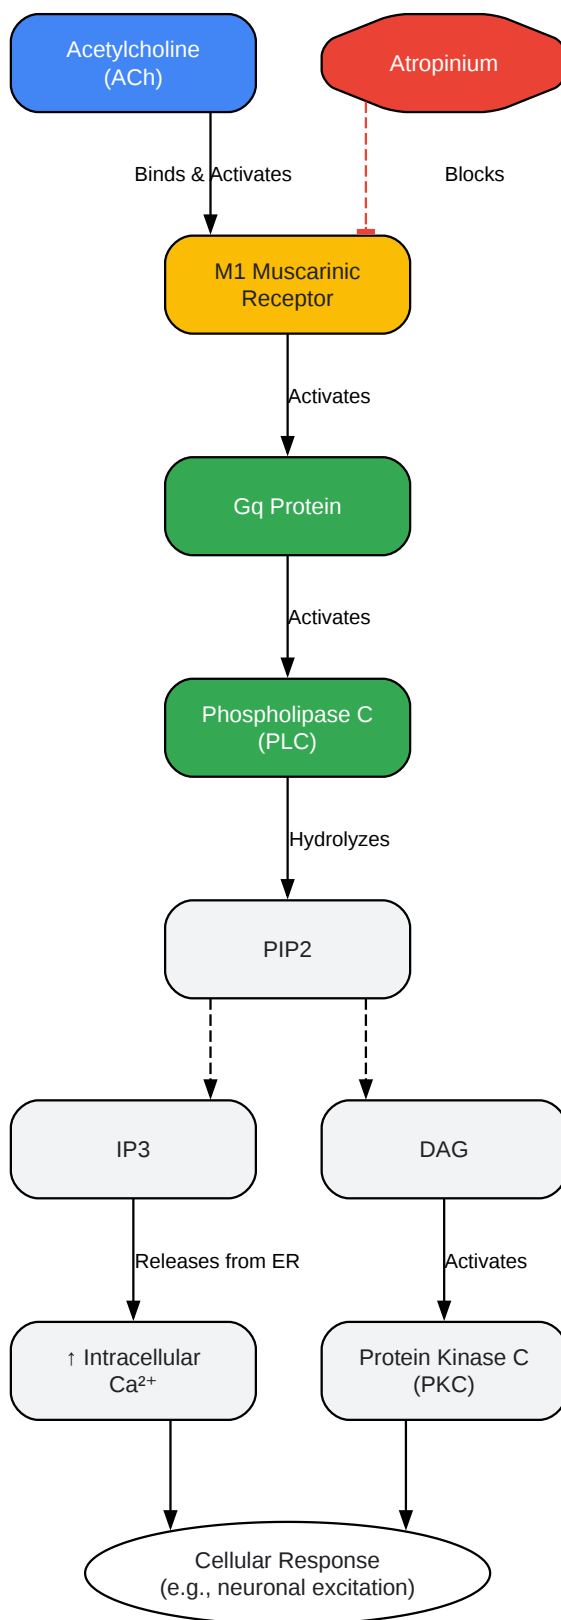 Acetylcholine
(ACh)
Atropinium
Binds & Activates
Blocks
M1 Muscarinic
Receptor
Activates
Gq Protein
Activates
Phospholipase C
(PLC)
Hydrolyzes
PIP2
IP3
DAG
Releases from ER
Activates
↑ Intracellular
Ca²⁺
Protein Kinase C
(PKC)
Cellular Response
(e.g., neuronal excitation)